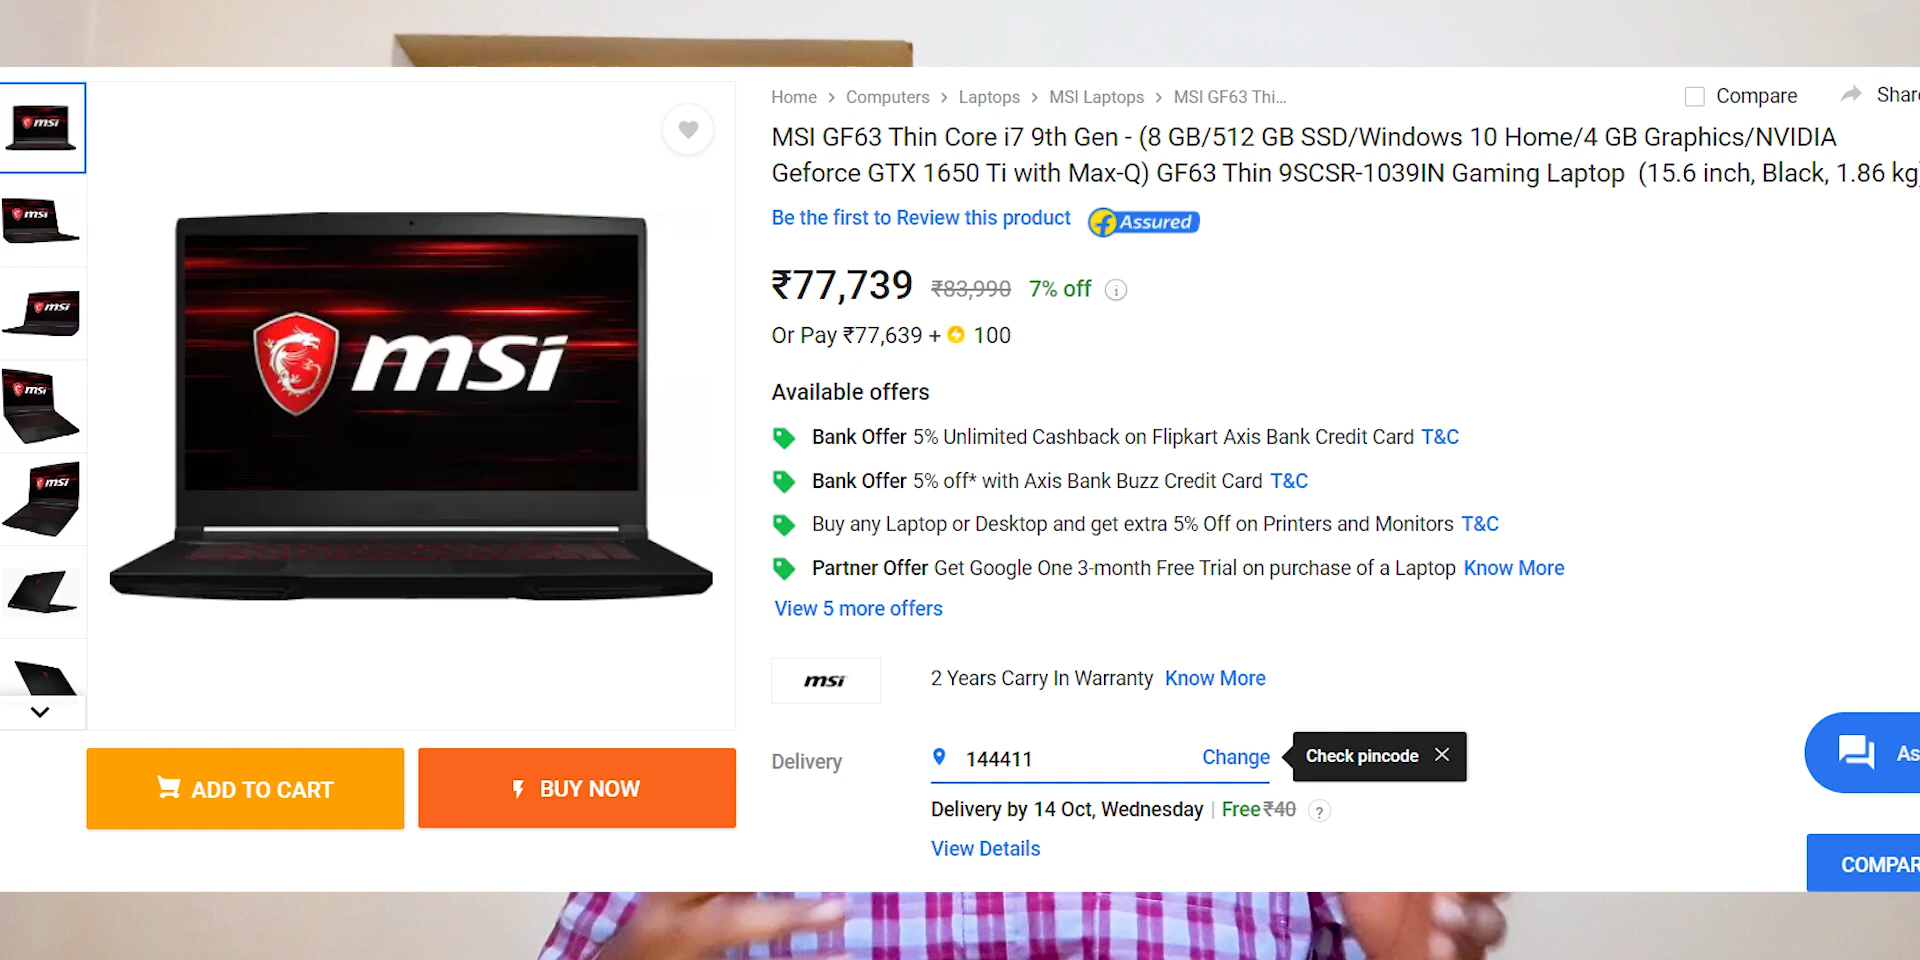 Home > Computers > Laptops > MSI Laptops > MSI GF63 Thi...
Compare
Share
MSI GF63 Thin Core i7 9th Gen - (8 GB/512 GB SSD/Windows 10 Home/4 GB Graphics/NVIDIA
Geforce GTX 1650 Ti with Max-Q) GF63 Thin 9SCSR-1039IN Gaming Laptop (15.6 inch, Black, 1.86 kg)
Be the first to Review this product
Assured
₹77,739 ₹83,990 7% off
Or Pay ₹77,639 + 100
Available offers
Bank Offer 5% Unlimited Cashback on Flipkart Axis Bank Credit Card T&C
Bank Offer 5% off* with Axis Bank Buzz Credit Card T&C
Buy any Laptop or Desktop and get extra 5% Off on Printers and Monitors T&C
Partner Offer Get Google One 3-month Free Trial on purchase of a Laptop Know More
View 5 more offers
msi
2 Years Carry In Warranty Know More
Delivery
144411
Change
Check pincode
Delivery by 14 Oct, Wednesday | Free ₹40 ?
View Details
msi
msi
msi
msi
msi
msi
ADD TO CART
BUY NOW
As
COMPAR